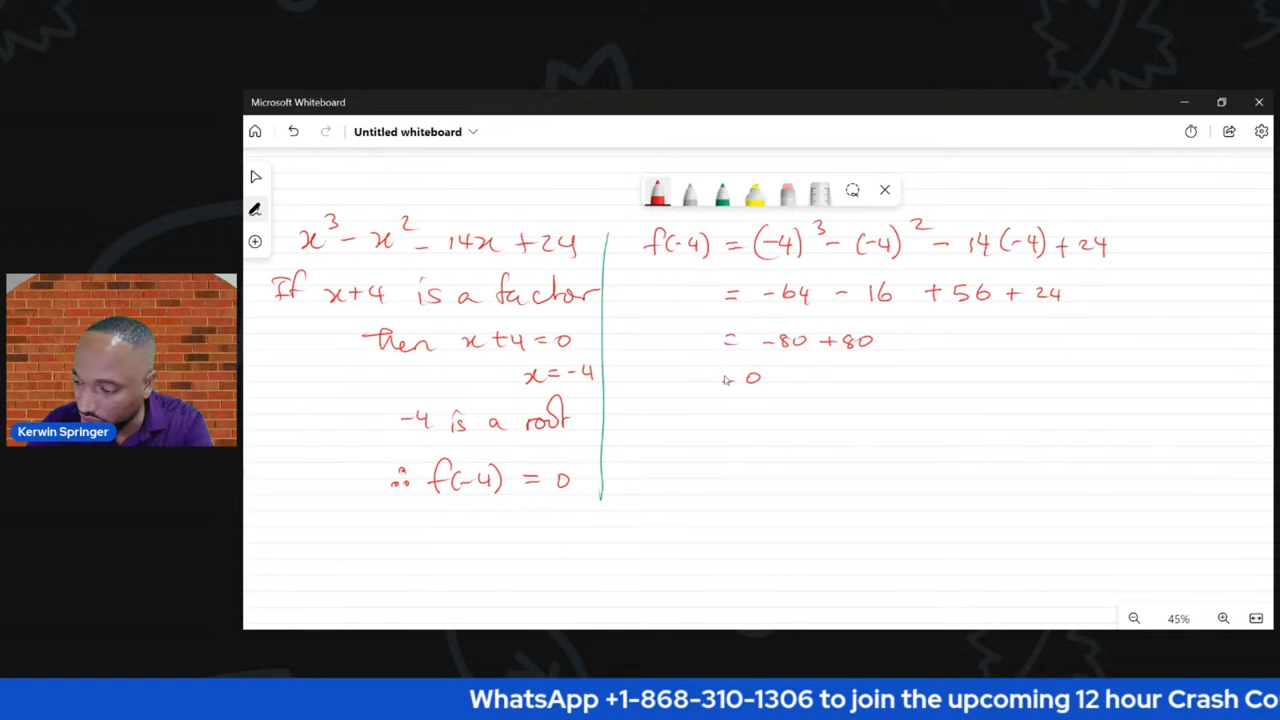 Microsoft Whiteboard
Untitled whiteboard
x³ - x² - 14x + 24
If x+4 is a factor
then x+4=0
x=-4
-4 is a root
∴ f(-4) = 0
f(-4) = (-4)³ - (-4)² - 14(-4) + 24
= -64 - 16 + 56 + 24
= -80 +80
0
Kerwin Springer
45%
WhatsApp +1-868-310-1306 to join the upcoming 12 hour Crash Co